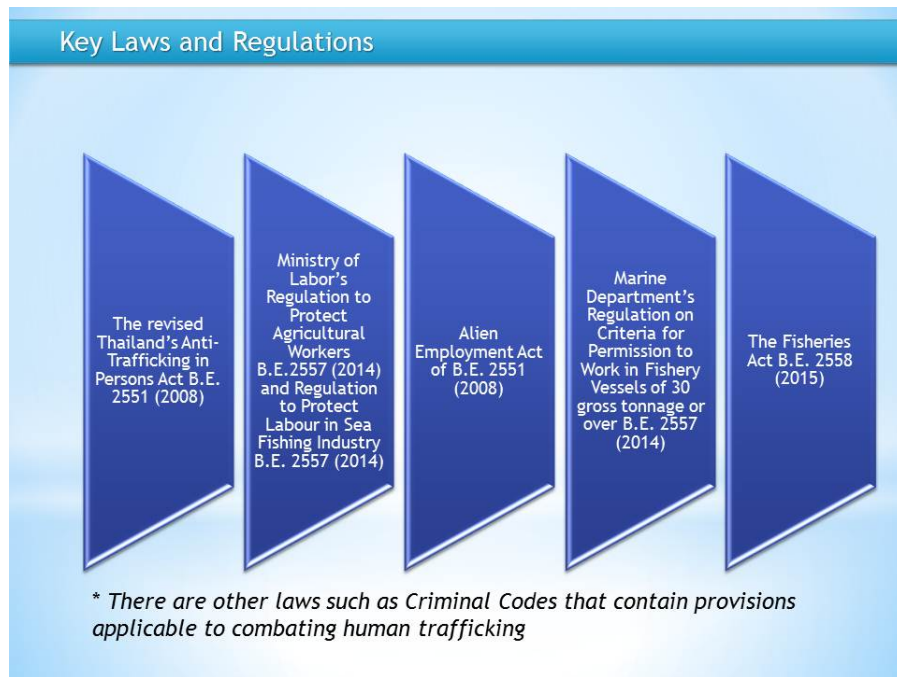 Key Laws and Regulations
The revised
Thailand's Anti-
Trafficking in
Persons Act B.E.
2551 (2008)
Ministry of
Labor's
Regulation to
Protect
Agricultural
Workers
B.E.2557 (2014)
and Regulation
to Protect
Labour in Sea
Fishing Industry
B.E. 2557 (2014)
Alien
Employment Act
of B.E. 2551
(2008)
Marine
Department's
Regulation on
Criteria for
Permission to
Work in Fishery
Vessels of 30
gross tonnage or
over B.E. 2557
(2014)
The Fisheries
Act B.E. 2558
(2015)
* There are other laws such as Criminal Codes that contain provisions
applicable to combating human trafficking